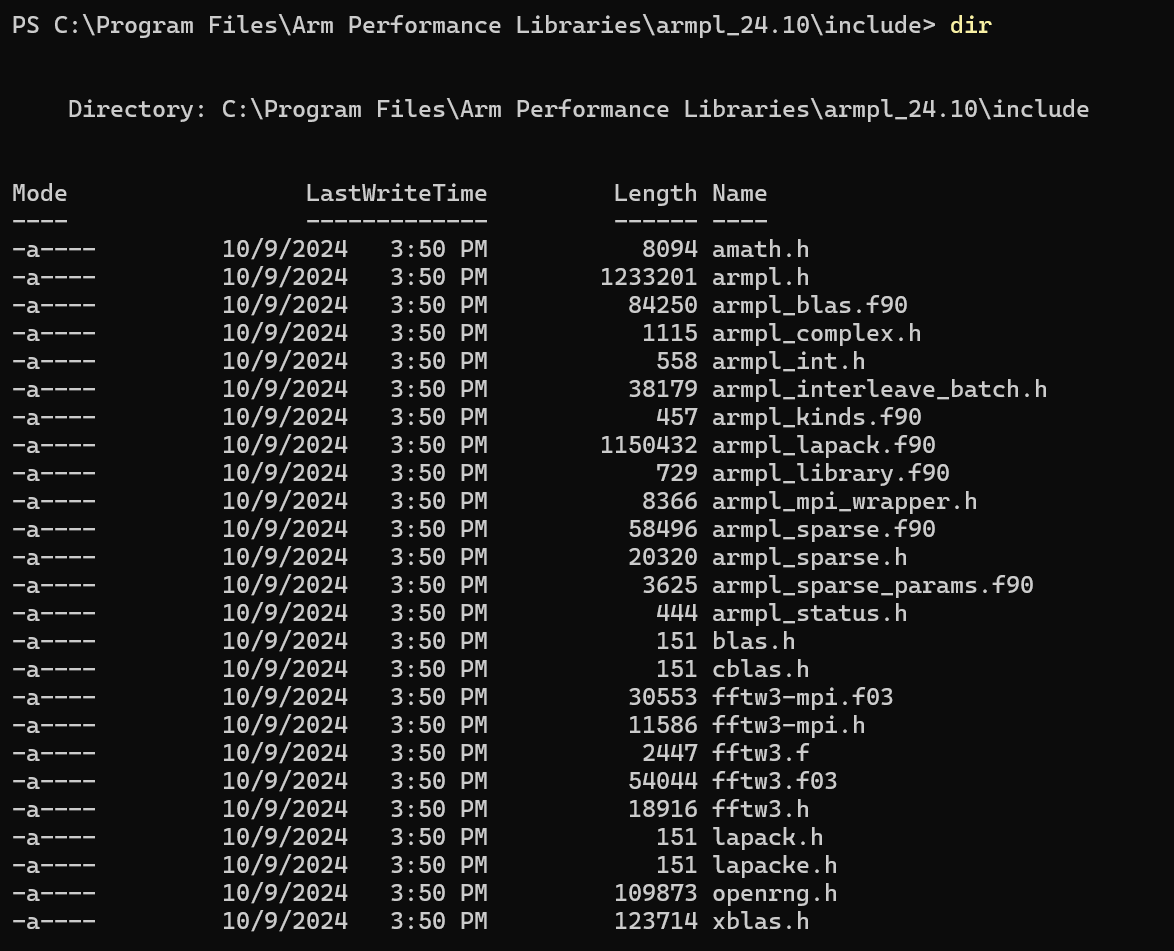 PS C:\Program Files\Arm Performance Libraries\armpl_24.10\include> dir
Directory: C:\Program Files\Arm Performance Libraries\armpl_24.10\include
Mode LastWriteTime Length Name
---- ------------- ------ ----
-a---- 10/9/2024 3:50 PM 8094 amath.h
-a---- 10/9/2024 3:50 PM 1233201 armpl.h
-a---- 10/9/2024 3:50 PM 84250 armpl_blas.f90
-a---- 10/9/2024 3:50 PM 1115 armpl_complex.h
-a---- 10/9/2024 3:50 PM 558 armpl_int.h
-a---- 10/9/2024 3:50 PM 38179 armpl_interleave_batch.h
-a---- 10/9/2024 3:50 PM 457 armpl_kinds.f90
-a---- 10/9/2024 3:50 PM 1150432 armpl_lapack.f90
-a---- 10/9/2024 3:50 PM 729 armpl_library.f90
-a---- 10/9/2024 3:50 PM 8366 armpl_mpi_wrapper.h
-a---- 10/9/2024 3:50 PM 58496 armpl_sparse.f90
-a---- 10/9/2024 3:50 PM 20320 armpl_sparse.h
-a---- 10/9/2024 3:50 PM 3625 armpl_sparse_params.f90
-a---- 10/9/2024 3:50 PM 444 armpl_status.h
-a---- 10/9/2024 3:50 PM 151 blas.h
-a---- 10/9/2024 3:50 PM 151 cblas.h
-a---- 10/9/2024 3:50 PM 30553 fftw3-mpi.f03
-a---- 10/9/2024 3:50 PM 11586 fftw3-mpi.h
-a---- 10/9/2024 3:50 PM 2447 fftw3.f
-a---- 10/9/2024 3:50 PM 54044 fftw3.f03
-a---- 10/9/2024 3:50 PM 18916 fftw3.h
-a---- 10/9/2024 3:50 PM 151 lapack.h
-a---- 10/9/2024 3:50 PM 151 lapacke.h
-a---- 10/9/2024 3:50 PM 109873 openrng.h
-a---- 10/9/2024 3:50 PM 123714 xblas.h